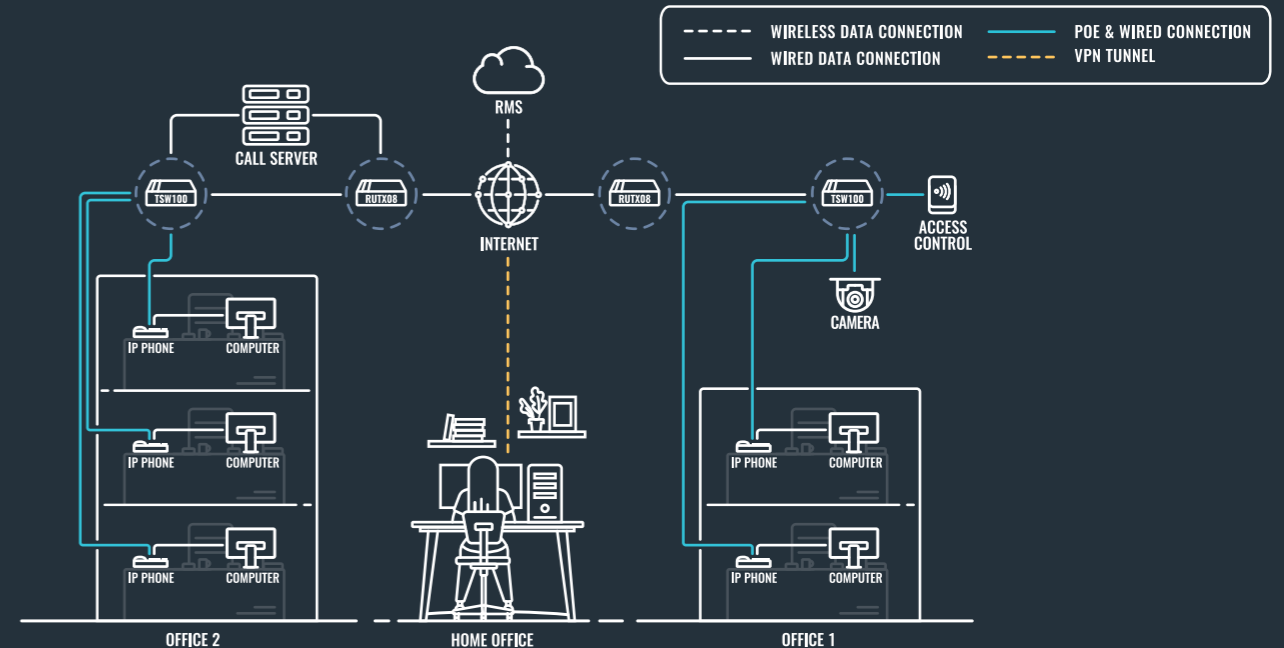 WIRELESS DATA CONNECTION
POE & WIRED CONNECTION
WIRED DATA CONNECTION
VPN TUNNEL
RMS
CALL SERVER
TSW100
RUTX08
INTERNET
RUTX08
TSW100
ACCESS
CONTROL
CAMERA
IP PHONE
COMPUTER
IP PHONE
COMPUTER
IP PHONE
COMPUTER
IP PHONE
COMPUTER
IP PHONE
COMPUTER
OFFICE 2
HOME OFFICE
OFFICE 1